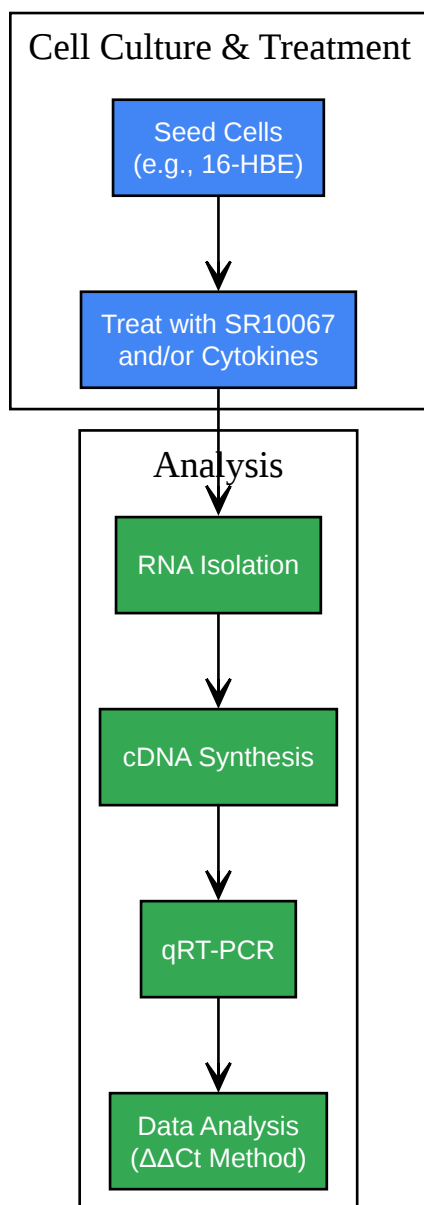 Cell Culture & Treatment
Seed Cells
(e.g., 16-HBE)
Treat with SR10067
and/or Cytokines
Analysis
RNA Isolation
cDNA Synthesis
qRT-PCR
Data Analysis
(ΔΔCt Method)